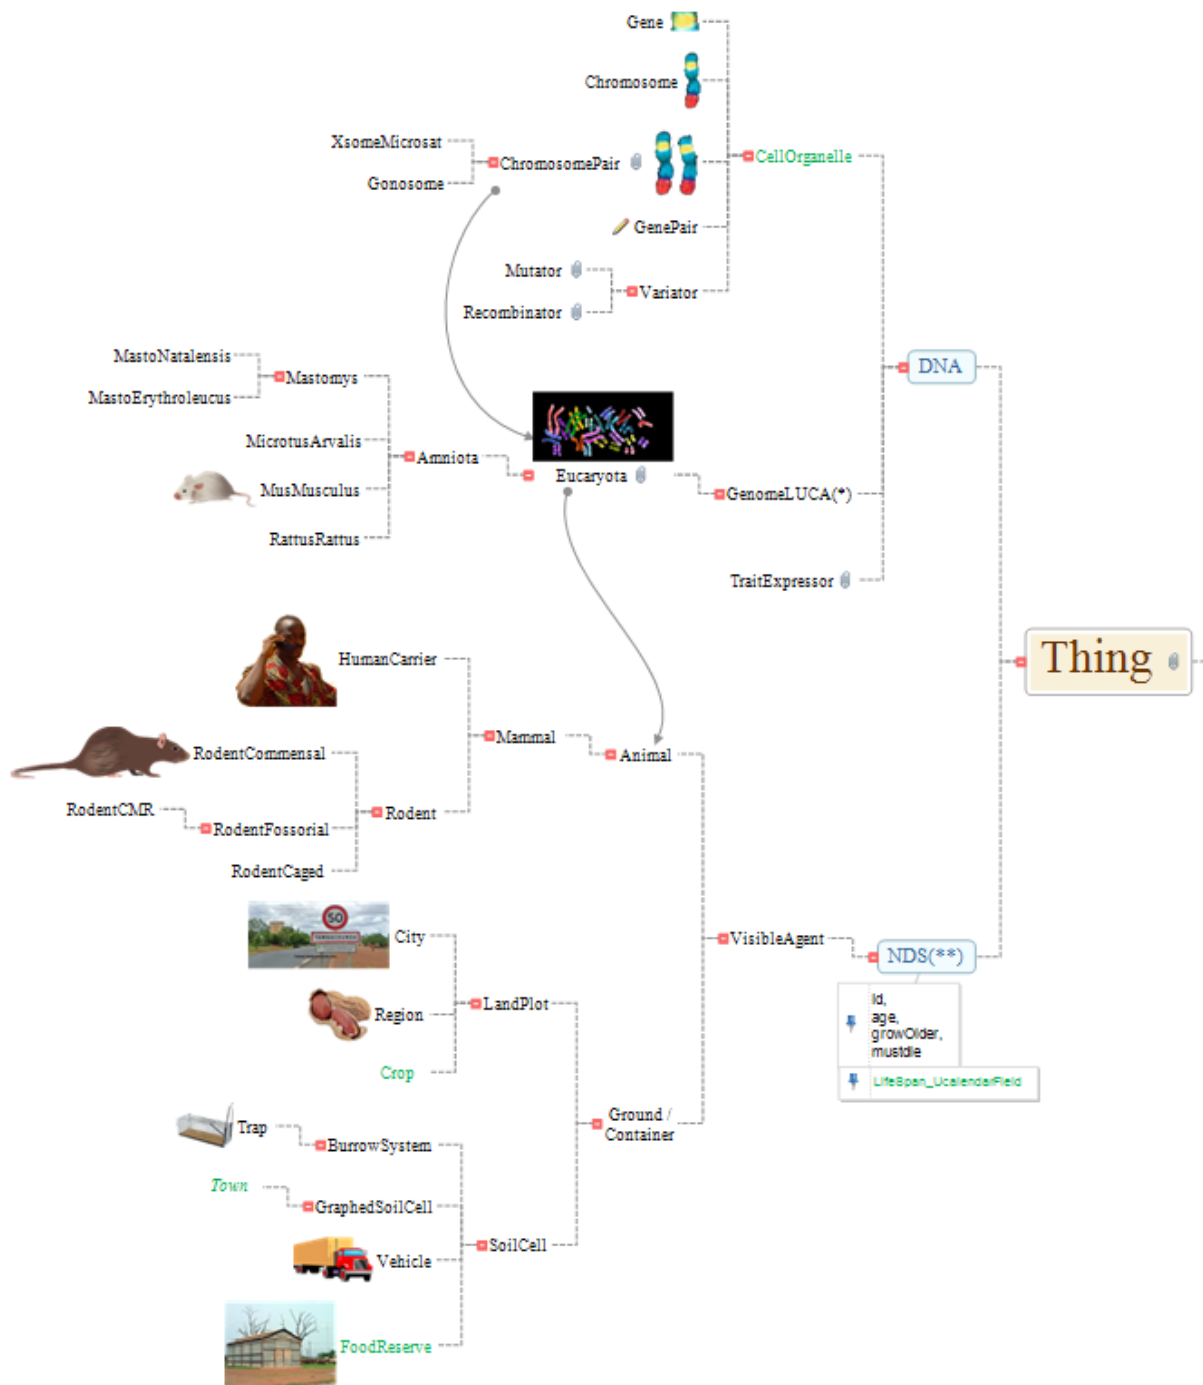 Gene
Chromosome
XsomeMicrosat
ChromosomePair
CellOrganelle
Gonosome
GenePair
Mutator
Variator
Recombinator
MastoNatalensis
DNA
Mastomys
MastoErythroleucus
MicrotusArvalis
Amniota
Eucaryota
MusMusculus
GenomeLUCA(*)
RattusRattus
TraitExpressor
HumanCarrier
Thing
Mammal
Animal
RodentCommensal
RodentCMR
Rodent
RodentFossorial
RodentCaged
50
City
VisibleAgent
NDS(**)
LandPlot
Region
id,
age,
growOlder,
mustdie
Crop
LifeSpan_UcalendarField
Ground /
Container
Trap
BurrowSystem
Town
GraphedSoilCell
SoilCell
Vehicle
FoodReserve